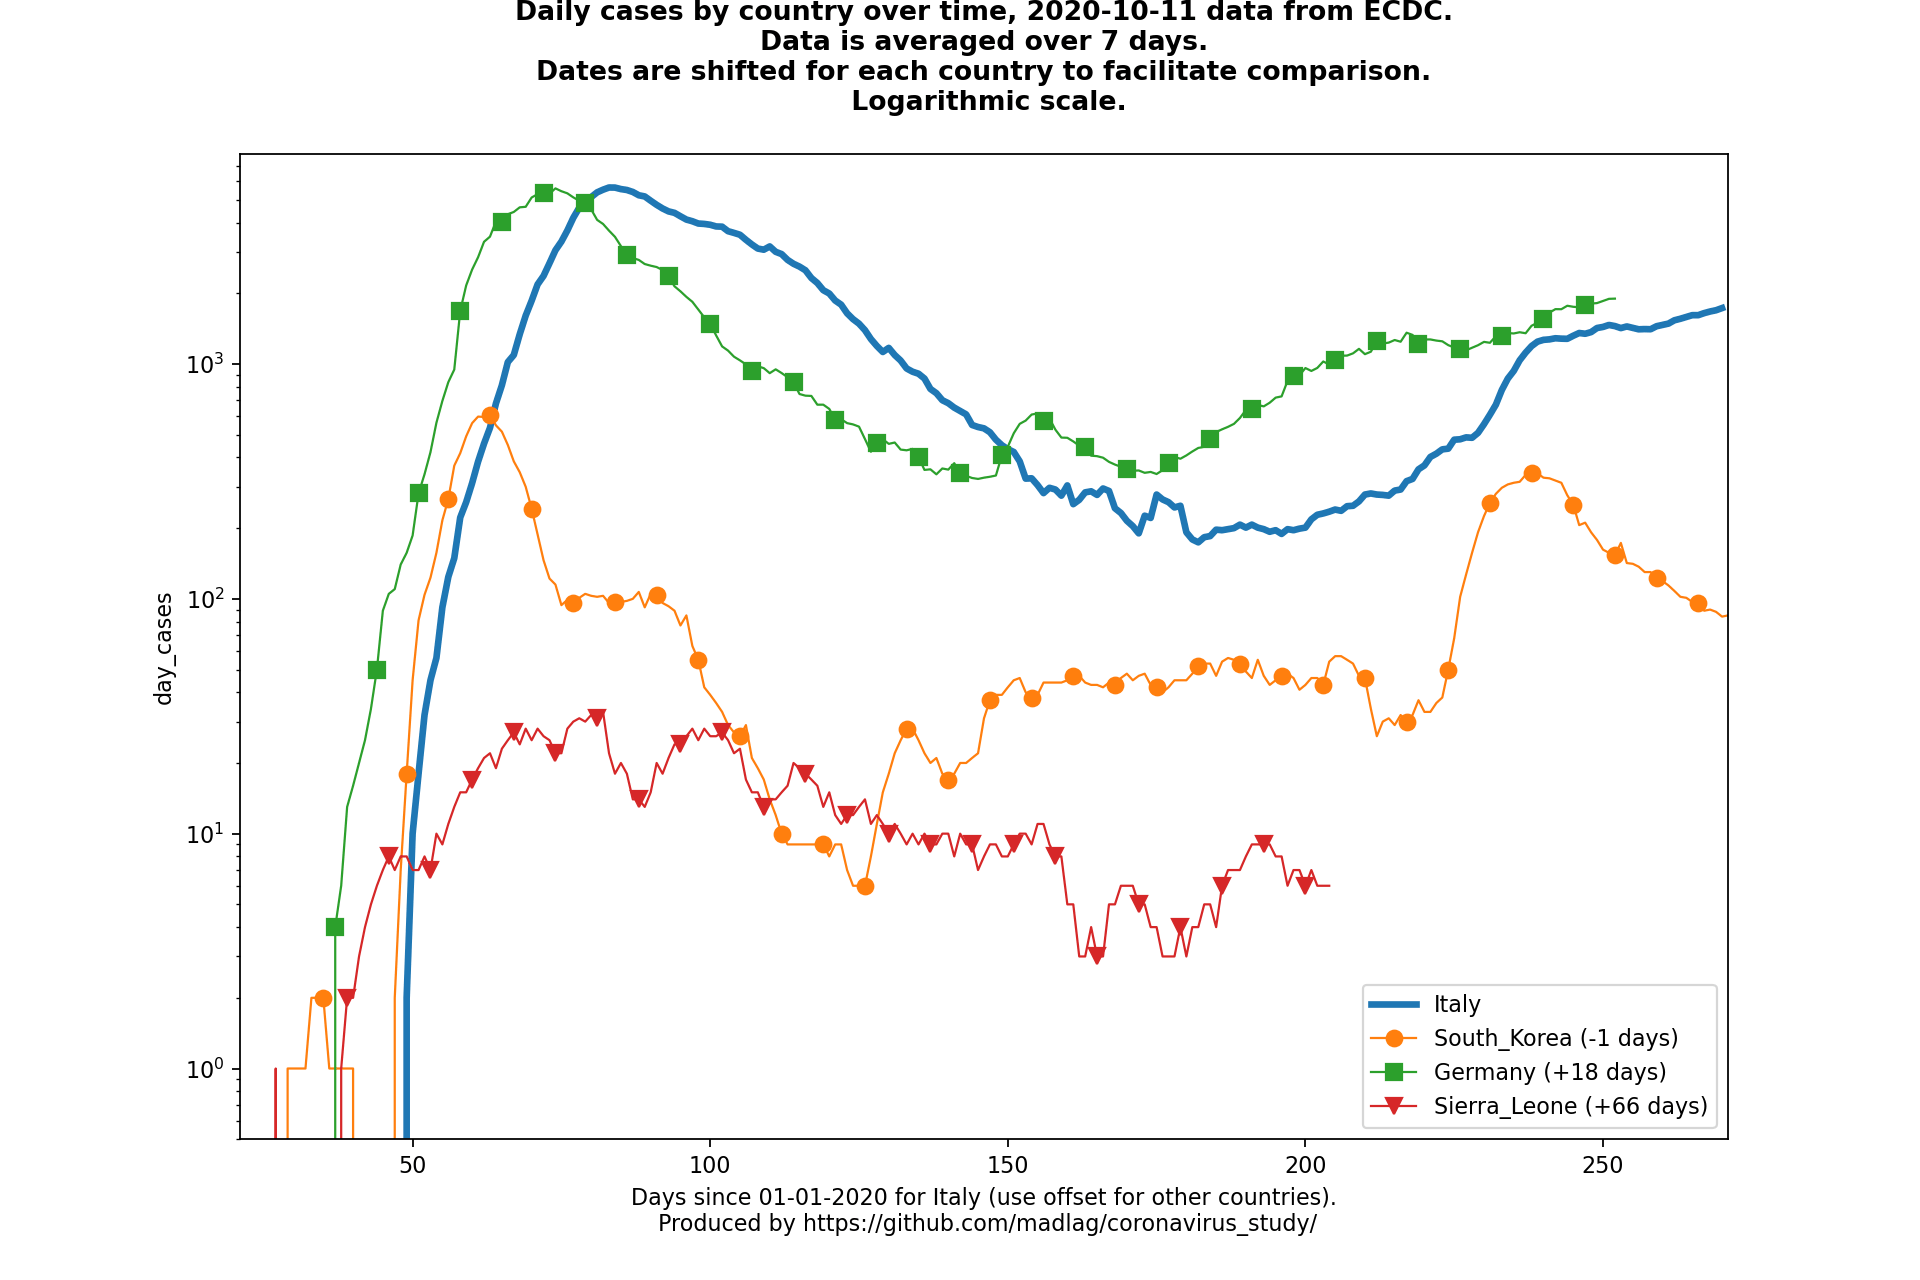 Daily cases by country over time, 2020-10-11 data from ECDC.
Data is averaged over 7 days.
Dates are shifted for each country to facilitate comparison.
Logarithmic scale.
10³
10²
10¹
10⁰
day_cases
Italy
South_Korea (-1 days)
Germany (+18 days)
Sierra_Leone (+66 days)
50 100 150 200 250
Days since 01-01-2020 for Italy (use offset for other countries).
Produced by https://github.com/madlag/coronavirus_study/